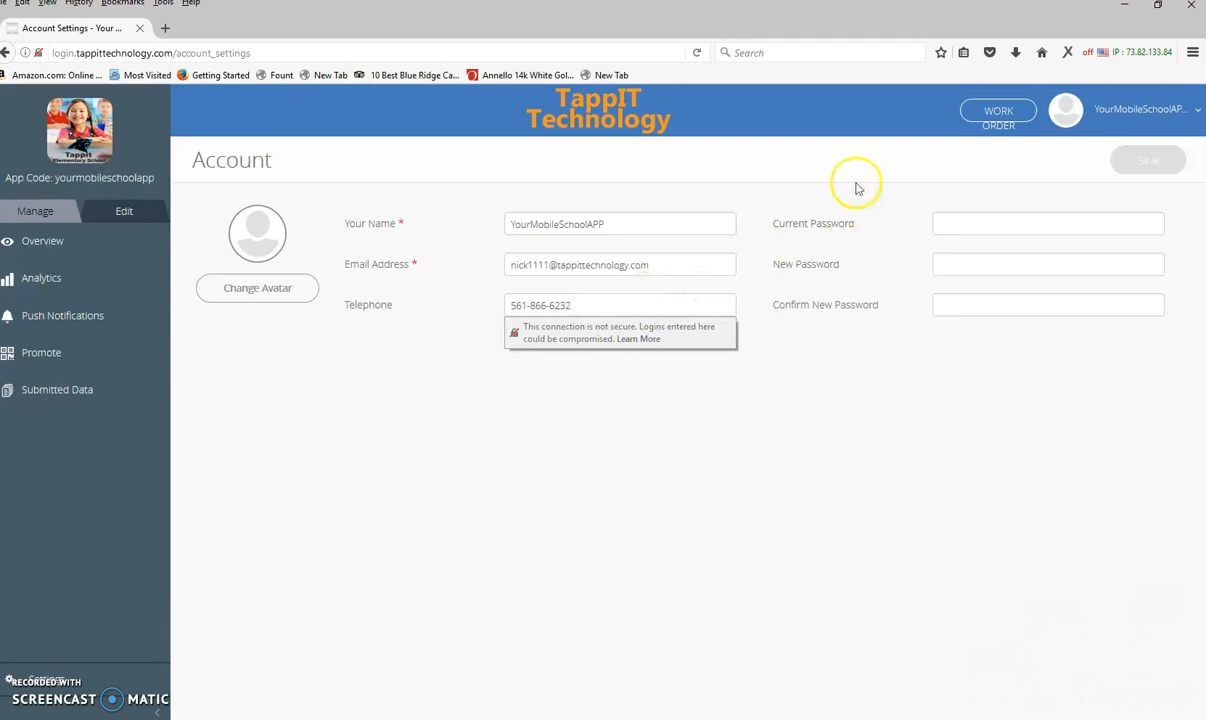 Edit View History Bookmarks Tools Help
Account Settings - Your ...
login.tappittechnology.com/account_settings
Search
off IP : 73.82.133.84
Amazon.com: Online ... Most Visited Getting Started Fount New Tab 10 Best Blue Ridge Ca... Annello 14k White Gol... New Tab
Tappit
Elementary School
App Code: yourmobileschoolapp
Manage Edit
Overview
Analytics
Push Notifications
Promote
Submitted Data
TappIT
Technology
WORK
ORDER
YourMobileSchoolAP...
Account
Save
Change Avatar
Your Name * YourMobileSchoolAPP
Email Address * nick1111@tappittechnology.com
Telephone 561-866-6232
This connection is not secure. Logins entered here
could be compromised. Learn More
Current Password
New Password
Confirm New Password
RECORDED WITH
SCREENCAST MATIC